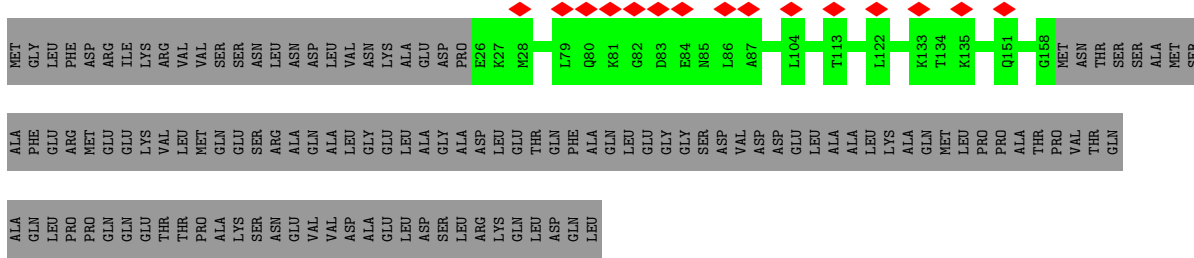 MET GLY LEU PHE ASP ARG ILE LYS ARG VAL VAL SER SER ASN LEU ASN ASP LEU VAL ASN LYS ALA GLU ASP PRO E26 K27 M28 L79 Q80 K81 G82 D83 E84 N85 L86 A87 L104 T113 L122 K133 T134 K135 Q151 G158 MET ASN THR SER SER ALA MET SER
ALA PHE GLU ARG MET GLU GLU LYS VAL LEU MET GLN GLU SER ARG ALA GLN ALA LEU GLY GLU LEU ALA GLY ALA ASP LEU GLU THR GLN PHE ALA GLN LEU GLU GLY GLY SER ASP VAL ASP ASP GLU LEU ALA ALA LEU LYS ALA GLN MET LEU PRO PRO ALA THR PRO VAL THR GLN
ALA GLN LEU PRO PRO GLN GLN GLU THR THR PRO ALA LYS SER ASN GLU VAL VAL ASP ALA GLU LEU ASP SER LEU ARG LYS GLN LEU ASP GLN LEU